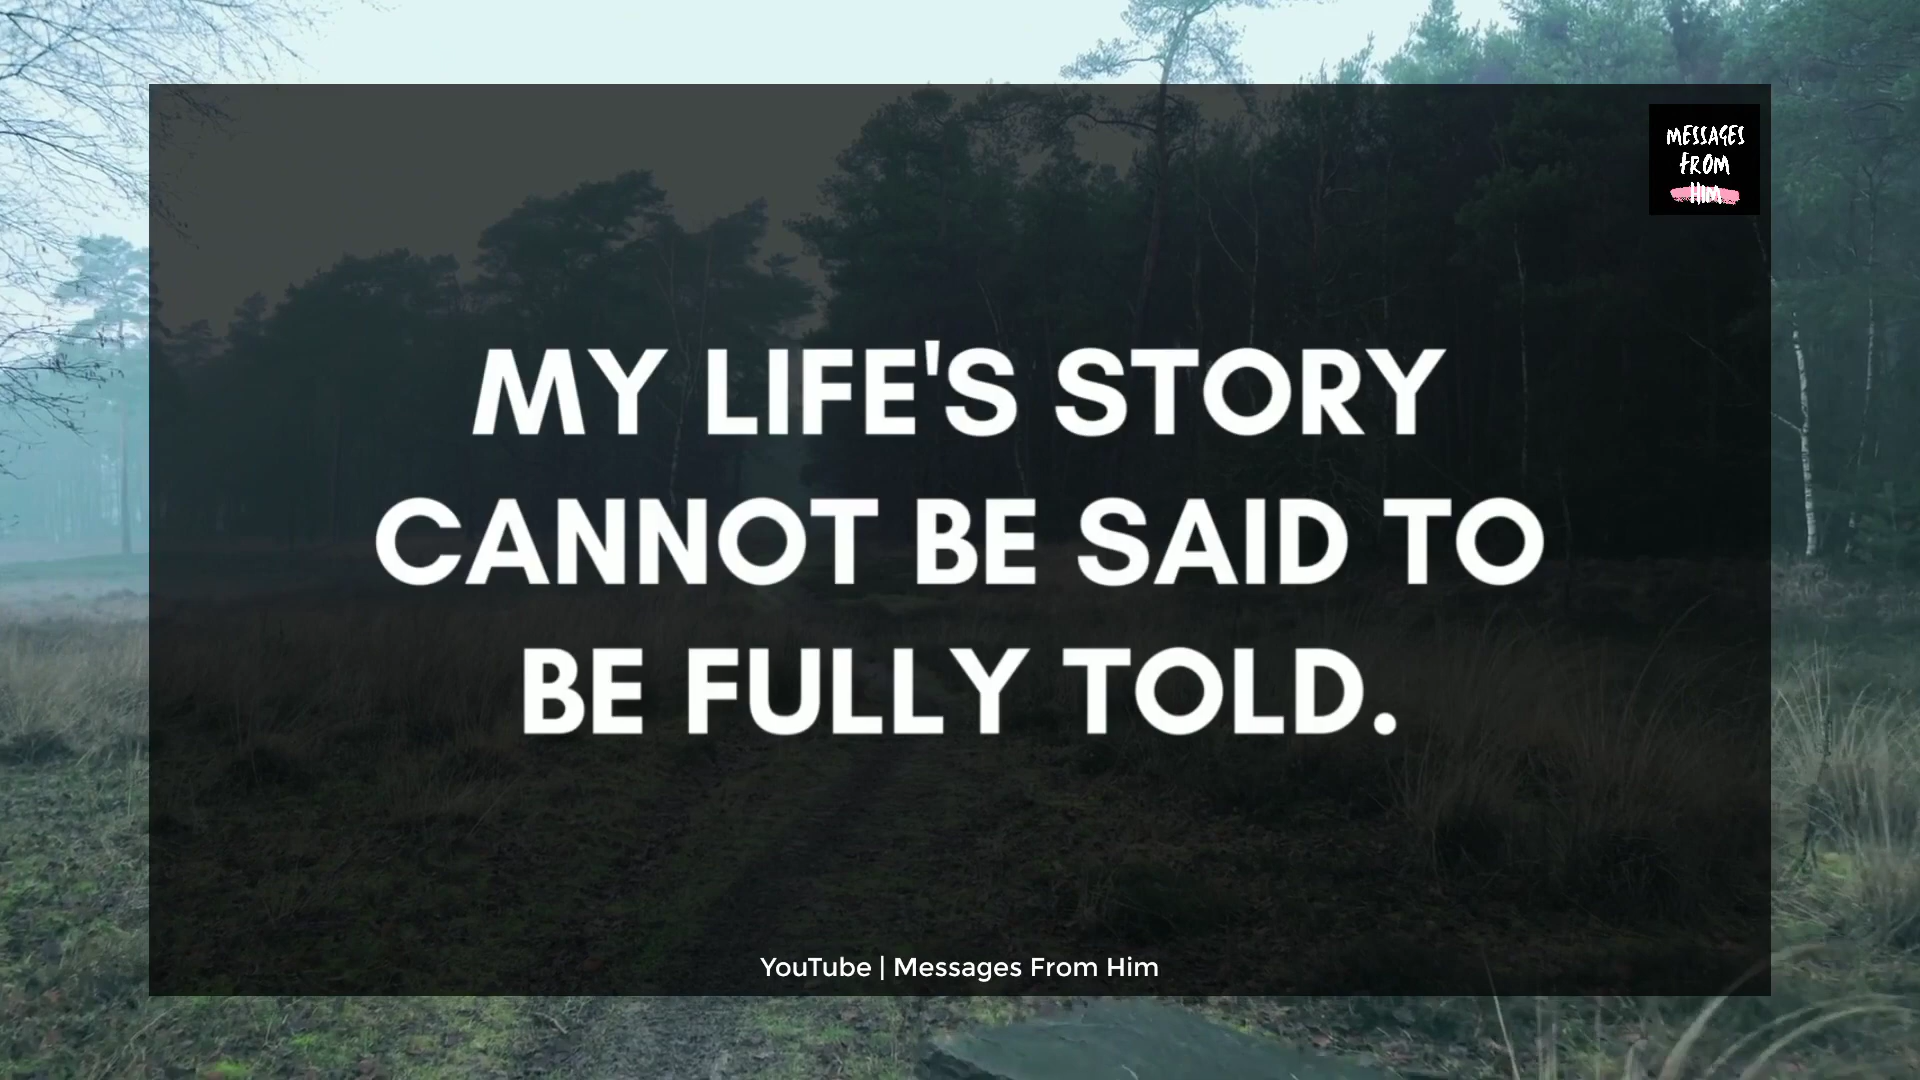 MESSAGES
FROM
HIM
MY LIFE'S STORY
CANNOT BE SAID TO
BE FULLY TOLD.
YouTube | Messages From Him